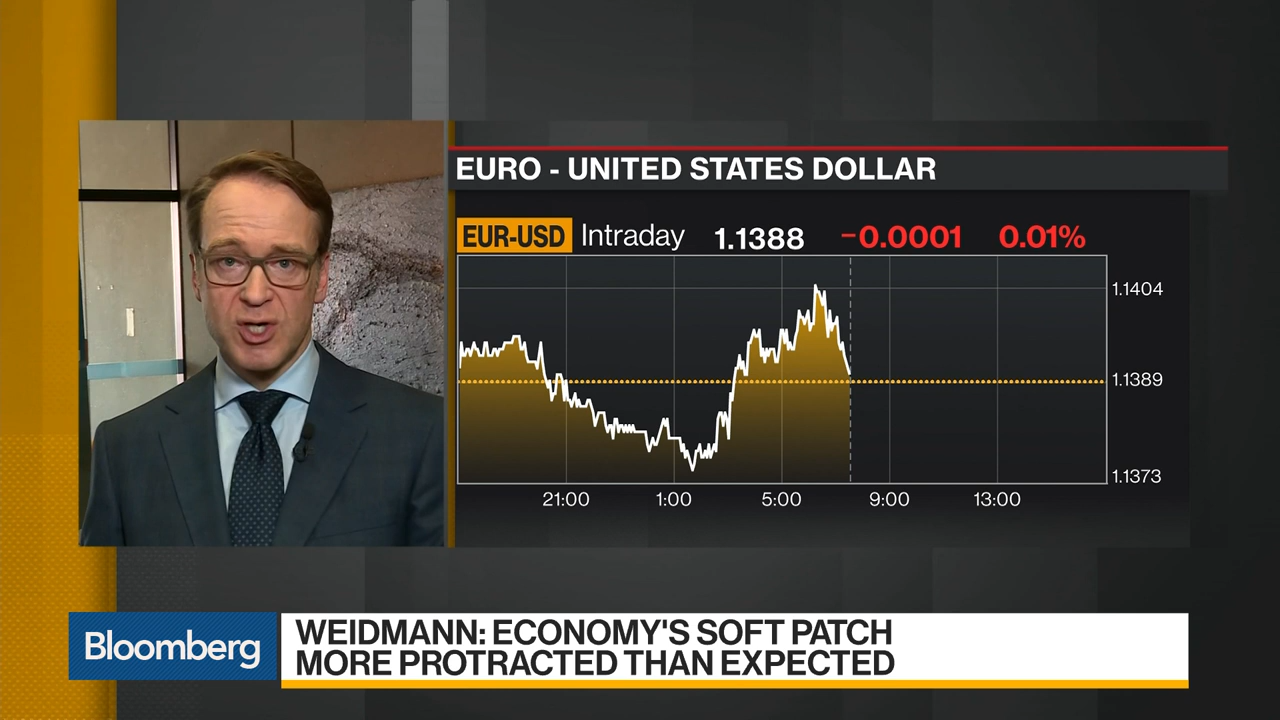 EURO - UNITED STATES DOLLAR
EUR-USD Intraday 1.1388 -0.0001 0.01%
1.1404
1.1389
1.1373
21:00 1:00 5:00 9:00 13:00
Bloomberg
WEIDMANN: ECONOMY'S SOFT PATCH
MORE PROTRACTED THAN EXPECTED